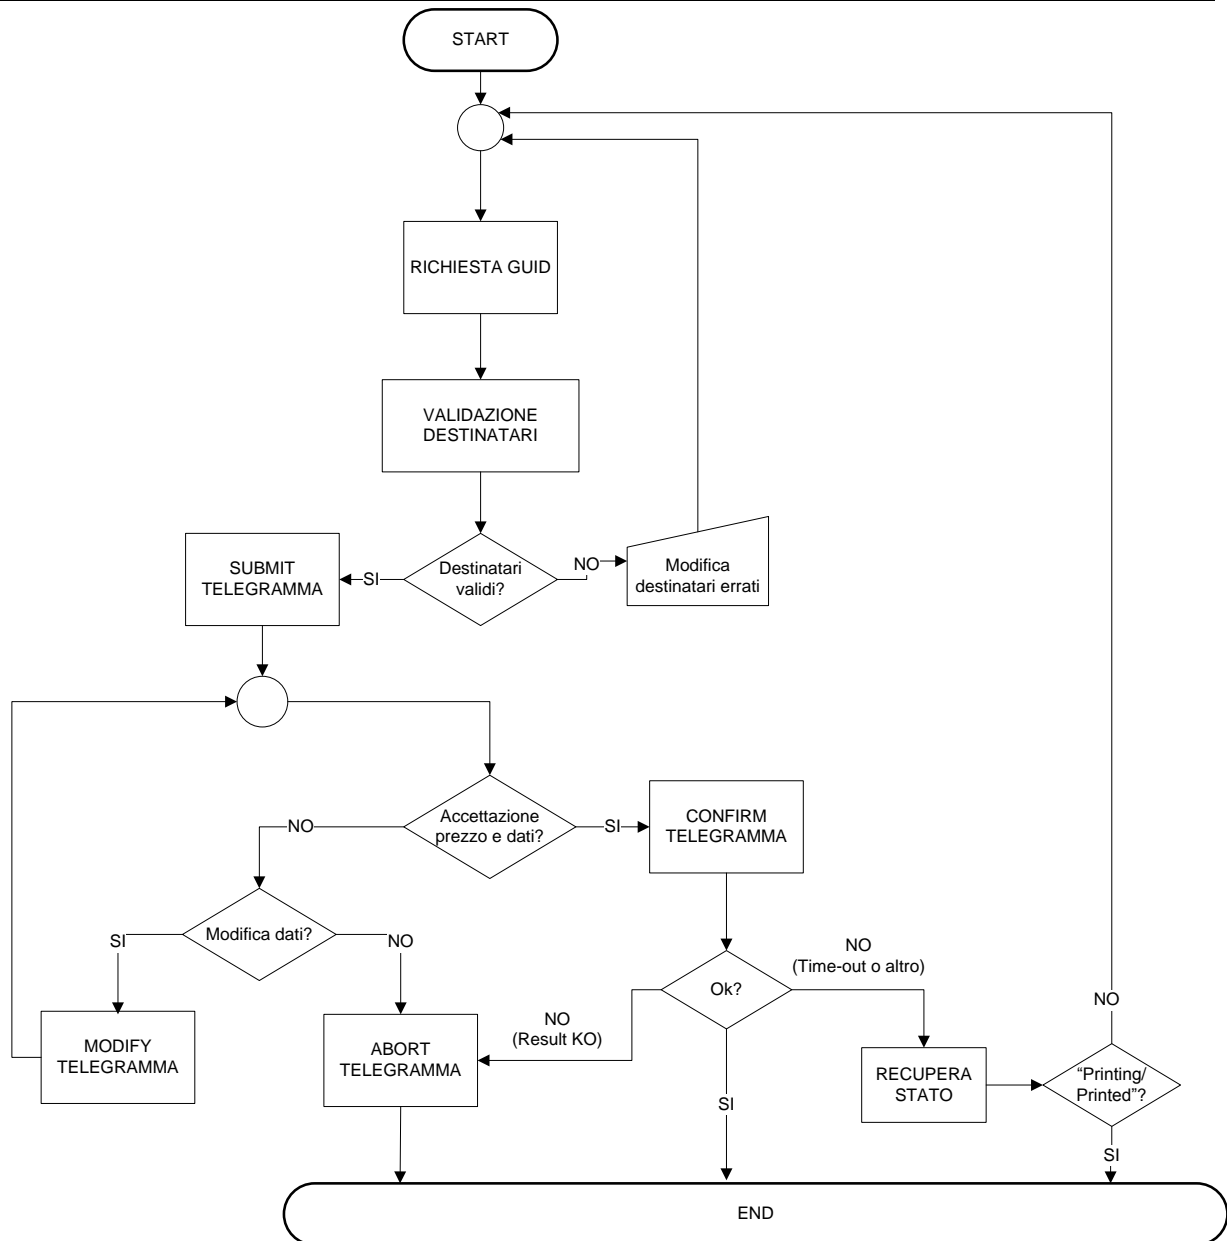 START
RICHIESTA GUID
VALIDAZIONE
DESTINATARI
Destinatari
validi?
SI
NO
SUBMIT
TELEGRAMMA
Modifica
destinatari errati
Accettazione
prezzo e dati?
NO
SI
CONFIRM
TELEGRAMMA
Modifica dati?
SI
NO
MODIFY
TELEGRAMMA
ABORT
TELEGRAMMA
Ok?
NO
(Result KO)
NO
(Time-out o altro)
SI
RECUPERA
STATO
“Printing/
Printed”?
NO
SI
END